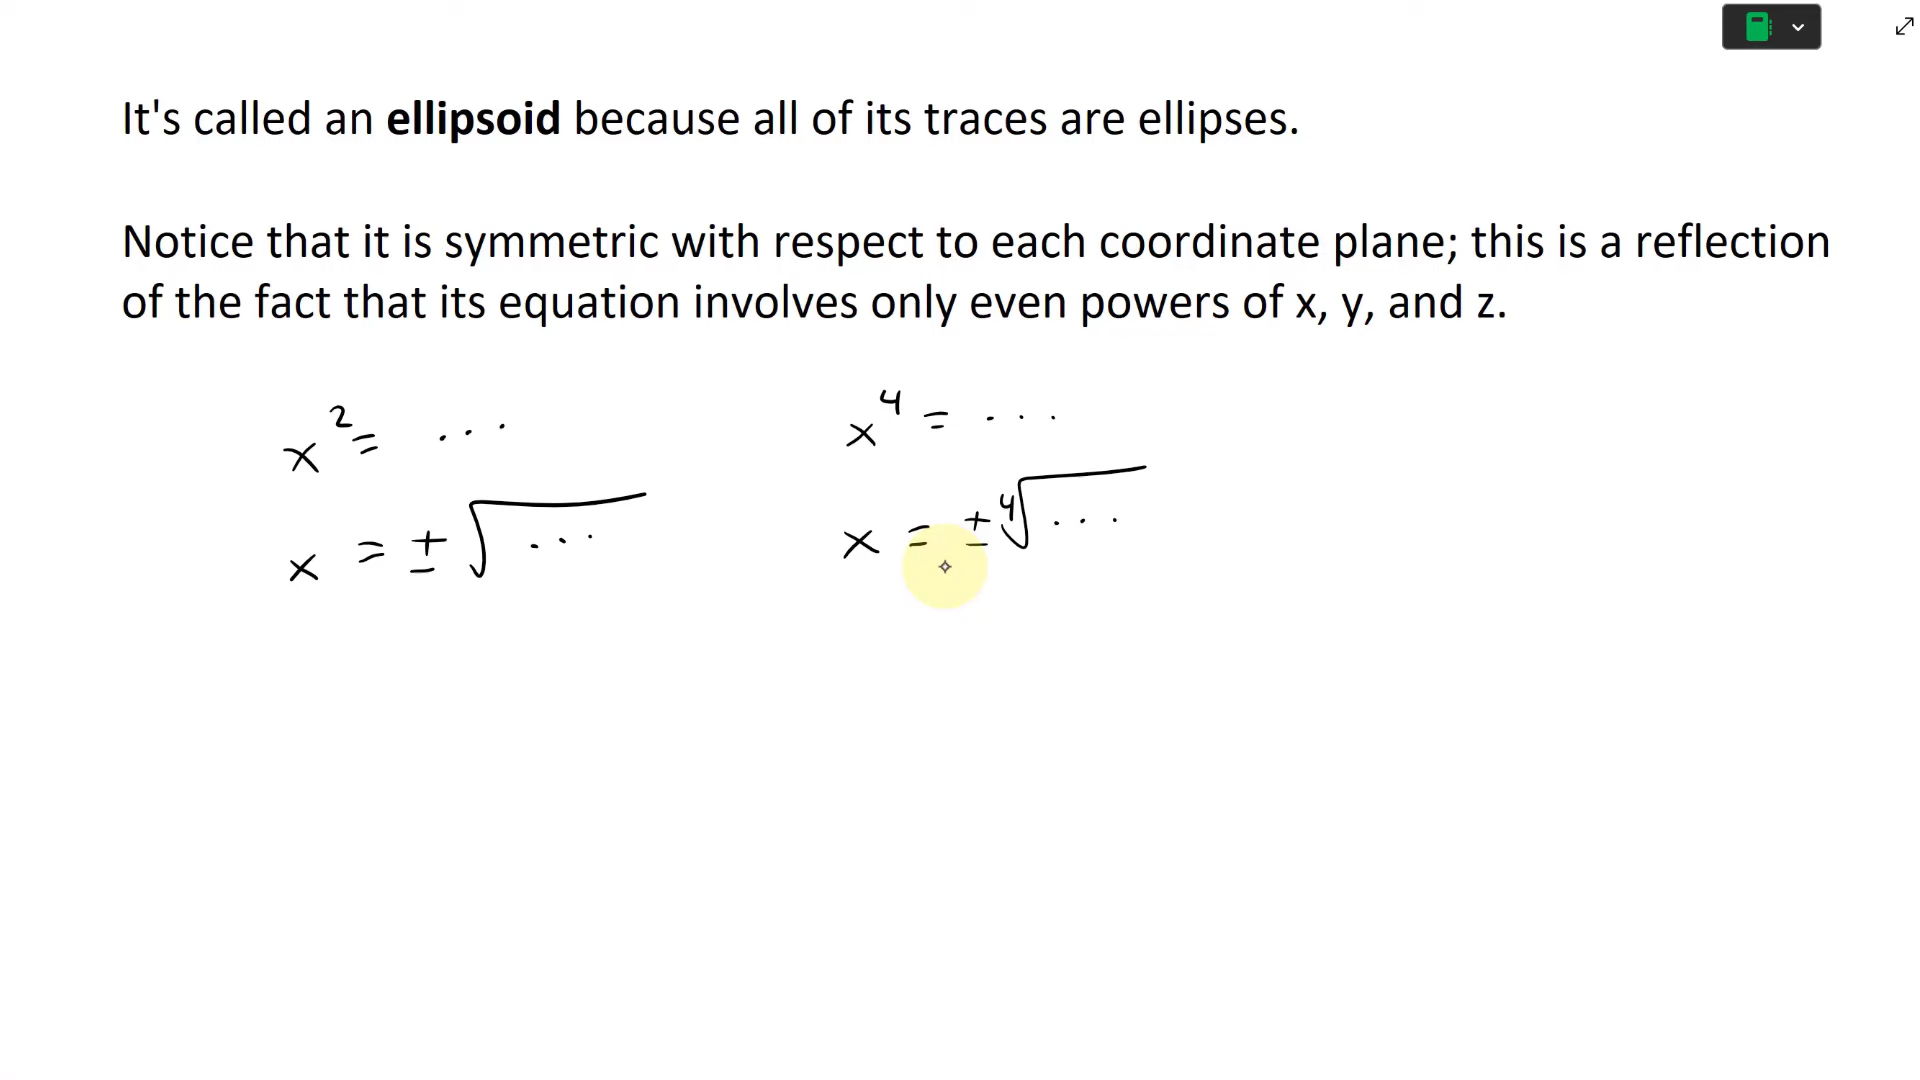 It's called an ellipsoid because all of its traces are ellipses.
Notice that it is symmetric with respect to each coordinate plane; this is a reflection
of the fact that its equation involves only even powers of x, y, and z.
x² = ...
x = ±√...
x⁴ = ...
x = ±⁴√...